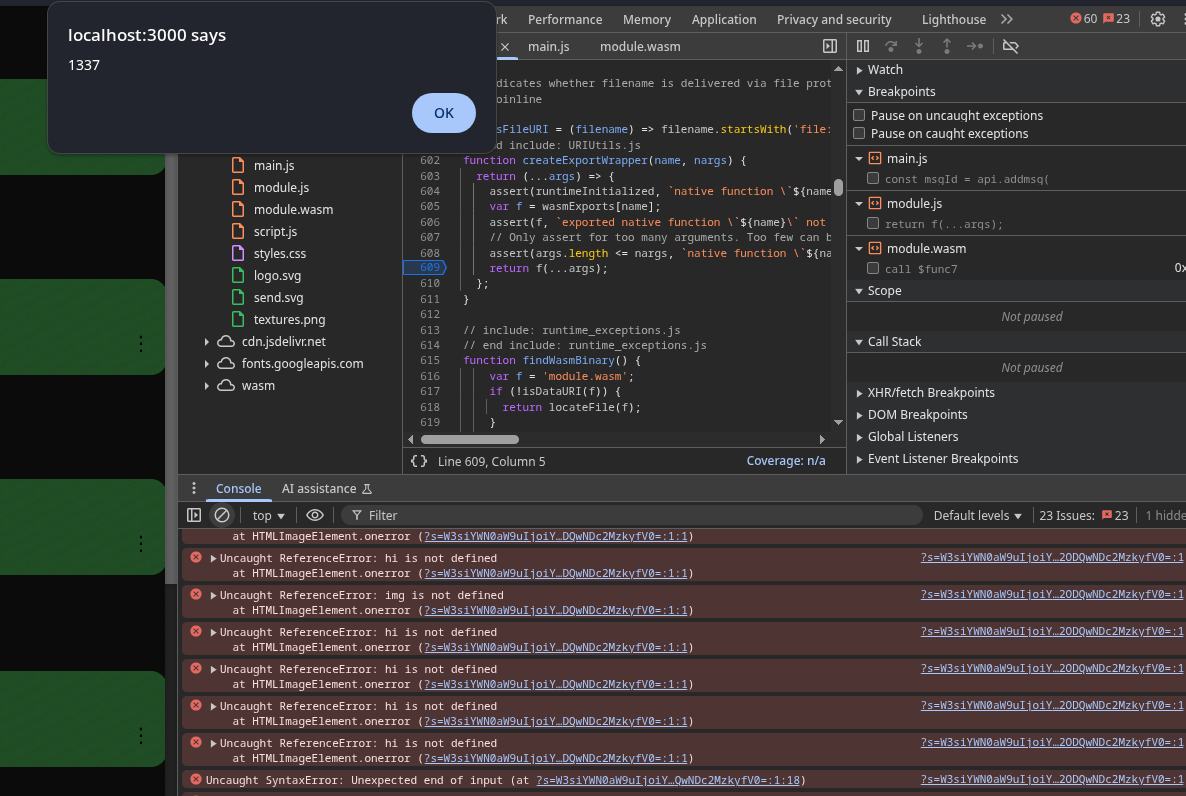 localhost:3000 says
1337
OK
rk Performance Memory Application Privacy and security Lighthouse 60 23
main.js module.wasm
dicates whether filename is delivered via file prot
oinline
sFileURI = (filename) => filename.startsWith('file:
d include: URIUtils.js
602 function createExportWrapper(name, nargs) {
603 return (...args) => {
604 assert(runtimeInitialized, `native function \`${name
605 var f = wasmExports[name];
606 assert(f, `exported native function \`${name}\` not
607 // Only assert for too many arguments. Too few can b
608 assert(args.length <= nargs, `native function \`${na
609 return f(...args);
610 };
611 }
612
613 // include: runtime_exceptions.js
614 // end include: runtime_exceptions.js
615 function findWasmBinary() {
616 var f = 'module.wasm';
617 if (!isDataURI(f)) {
618 return locateFile(f);
619 }
main.js
module.js
module.wasm
script.js
styles.css
logo.svg
send.svg
textures.png
cdn.jsdelivr.net
fonts.googleapis.com
wasm
{} Line 609, Column 5 Coverage: n/a
Watch
Breakpoints
Pause on uncaught exceptions
Pause on caught exceptions
main.js
const msgId = api.addmsg(
module.js
return f(...args);
module.wasm
call $func7 0x
Scope
Not paused
Call Stack
Not paused
XHR/fetch Breakpoints
DOM Breakpoints
Global Listeners
Event Listener Breakpoints
Console AI assistance
top Filter Default levels 23 Issues: 23 1 hidde
at HTMLImageElement.onerror (?s=W3siYWN0aW9uIjoiY…DQwNDc2MzkyfV0=:1:1)
Uncaught ReferenceError: hi is not defined ?s=W3siYWN0aW9uIjoiY…2ODQwNDc2MzkyfV0=:1
at HTMLImageElement.onerror (?s=W3siYWN0aW9uIjoiY…DQwNDc2MzkyfV0=:1:1)
Uncaught ReferenceError: img is not defined ?s=W3siYWN0aW9uIjoiY…2ODQwNDc2MzkyfV0=:1
at HTMLImageElement.onerror (?s=W3siYWN0aW9uIjoiY…DQwNDc2MzkyfV0=:1:1)
Uncaught ReferenceError: hi is not defined ?s=W3siYWN0aW9uIjoiY…2ODQwNDc2MzkyfV0=:1
at HTMLImageElement.onerror (?s=W3siYWN0aW9uIjoiY…DQwNDc2MzkyfV0=:1:1)
Uncaught ReferenceError: hi is not defined ?s=W3siYWN0aW9uIjoiY…2ODQwNDc2MzkyfV0=:1
at HTMLImageElement.onerror (?s=W3siYWN0aW9uIjoiY…DQwNDc2MzkyfV0=:1:1)
Uncaught ReferenceError: hi is not defined ?s=W3siYWN0aW9uIjoiY…2ODQwNDc2MzkyfV0=:1
at HTMLImageElement.onerror (?s=W3siYWN0aW9uIjoiY…DQwNDc2MzkyfV0=:1:1)
Uncaught ReferenceError: hi is not defined ?s=W3siYWN0aW9uIjoiY…2ODQwNDc2MzkyfV0=:1
at HTMLImageElement.onerror (?s=W3siYWN0aW9uIjoiY…DQwNDc2MzkyfV0=:1:1)
Uncaught SyntaxError: Unexpected end of input (at ?s=W3siYWN0aW9uIjoiY…QwNDc2MzkyfV0=:1:18) ?s=W3siYWN0aW9uIjoiY…2ODQwNDc2MzkyfV0=:1